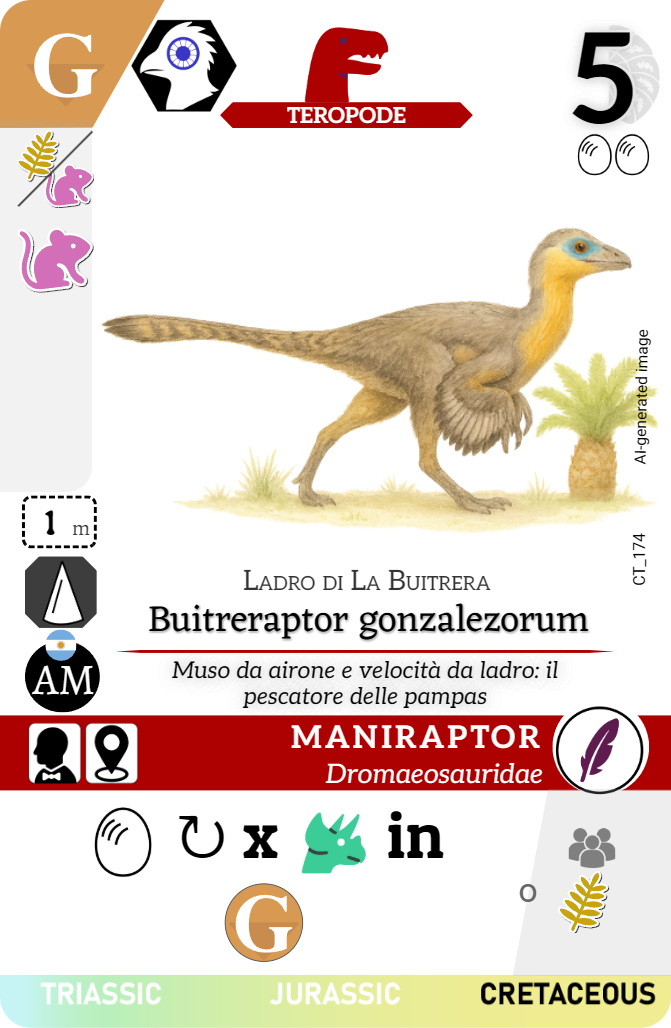 G
TEROPODE
5
AI-generated image
CT_174
1 m
AM
Ladro di La Buitrera
Buitreraptor gonzalezorum
Muso da airone e velocità da ladro: il
pescatore delle pampas
MANIRAPTOR
Dromaeosauridae
x in
G
o
TRIASSIC JURASSIC CRETACEOUS